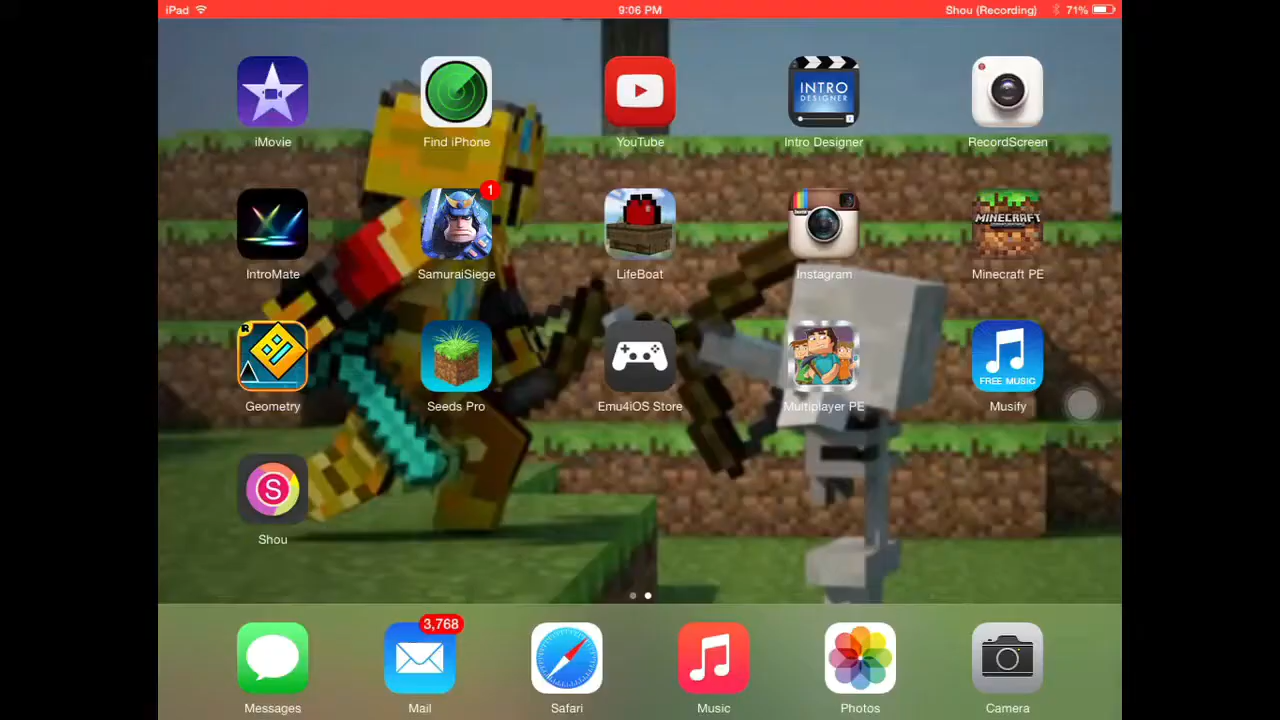 iPad 9:06 PM Shou (Recording) 71%
INTRO
DESIGNER
iMovie Find iPhone YouTube Intro Designer RecordScreen
1
MINECRAFT
IntroMate SamuraiSiege LifeBoat Instagram Minecraft PE
R
FREE MUSIC
Geometry Seeds Pro Emu4iOS Store Multiplayer PE Musify
S
Shou
3,768
Messages Mail Safari Music Photos Camera